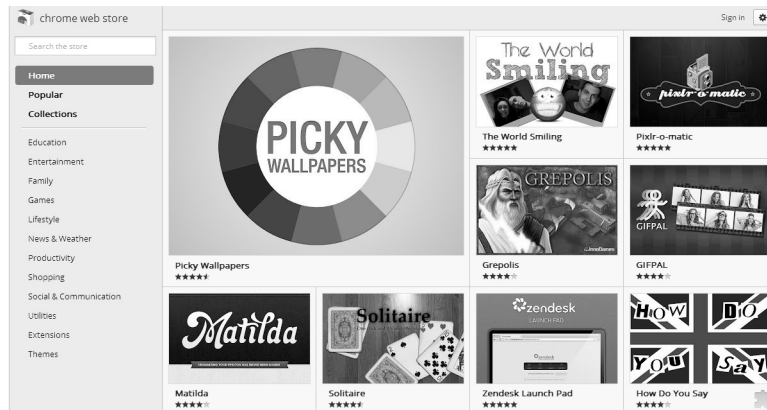 chrome web store
Sign in
Search the store
Home
Popular
Collections
Education
Entertainment
Family
Games
Lifestyle
News & Weather
Productivity
Shopping
Social & Communication
Utilities
Extensions
Themes
PICKY
WALLPAPERS
Picky Wallpapers
The World
Smiling
The World Smiling
pixlr-o-matic
Pixlr-o-matic
GREPOLIS
InnoGames
Grepolis
GIFPAL
GIFPAL
Matilda
Matilda
Solitaire
Solitaire
zendesk
LAUNCH PAD
zendesk
Zendesk Launch Pad
HOW DO
YOU SAY
How Do You Say